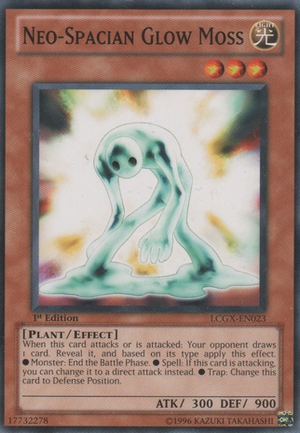 NEO-SPACIAN GLOW MOSS
LIGHT
光
1st Edition
LCGX-EN023
[PLANT/EFFECT]
When this card attacks or is attacked: Your opponent draws
1 card. Reveal it, and based on its type apply this effect.
● Monster: End the Battle Phase. ● Spell: If this card is attacking,
you can change it to a direct attack instead. ● Trap: Change this
card to Defense Position.
ATK/ 300 DEF/ 900
17732278
©1996 KAZUKI TAKAHASHI